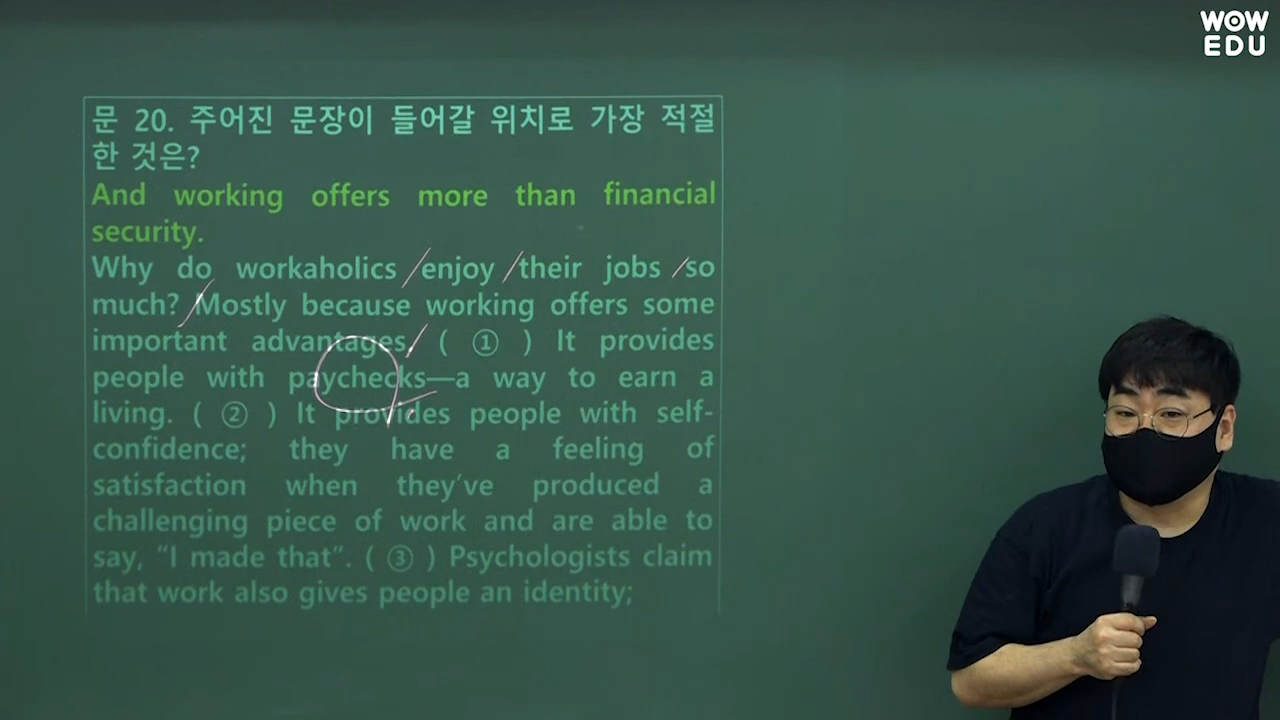 WOW
EDU
문 20. 주어진 문장이 들어갈 위치로 가장 적절
한 것은?
And working offers more than financial
security.
Why do workaholics enjoy their jobs so
much? Mostly because working offers some
important advantages. ( ① ) It provides
people with paychecks—a way to earn a
living. ( ② ) It provides people with self-
confidence; they have a feeling of
satisfaction when they've produced a
challenging piece of work and are able to
say, “I made that”. ( ③ ) Psychologists claim
that work also gives people an identity;